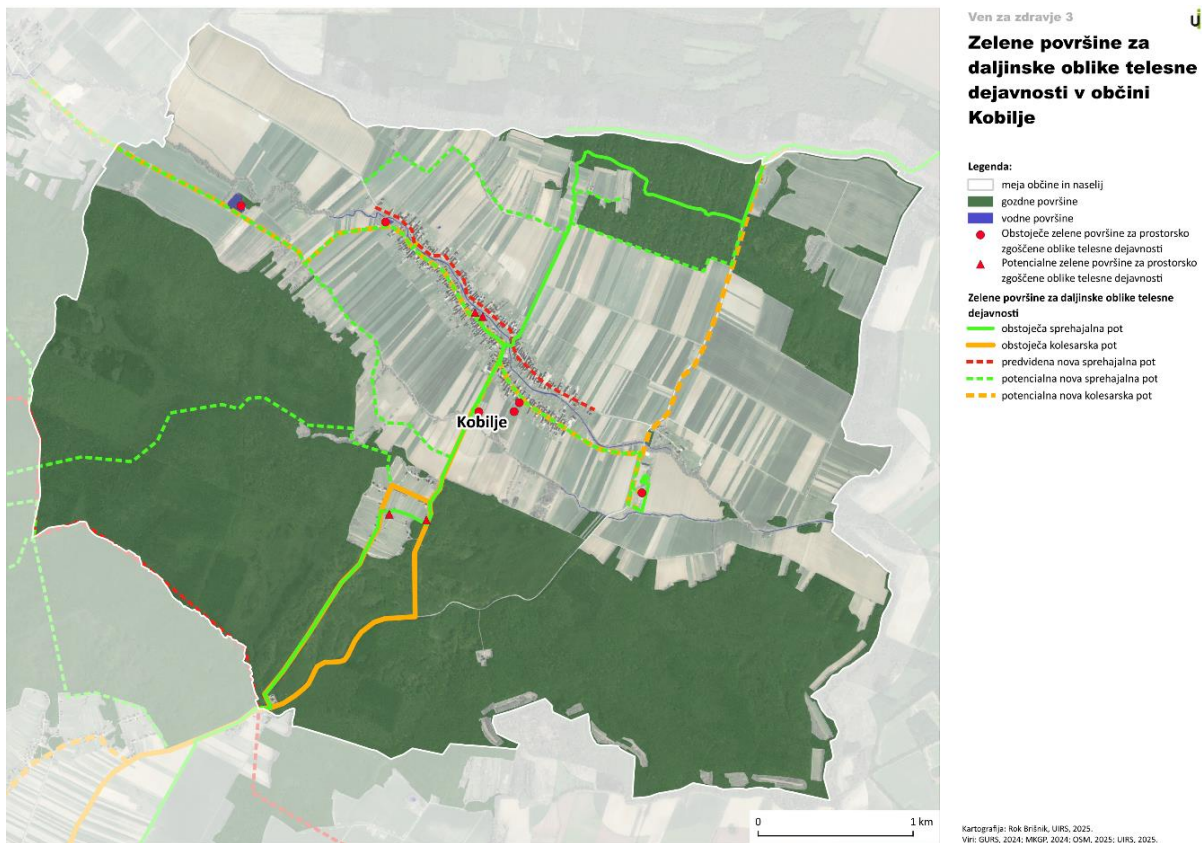 Ven za zdravje 3
Zelene površine za
daljinske oblike telesne
dejavnosti v občini
Kobilje
Legenda:
meja občine in naselij
gozdne površine
vodne površine
Obstoječe zelene površine za prostorsko
zgoščene oblike telesne dejavnosti
Potencialne zelene površine za prostorsko
zgoščene oblike telesne dejavnosti
Zelene površine za daljinske oblike telesne
dejavnosti
obstoječa sprehajalna pot
obstoječa kolesarska pot
predvidena nova sprehajalna pot
potencialna nova sprehajalna pot
potencialna nova kolesarska pot
Kobilje
0 1 km
Kartografija: Rok Brišnik, UIRS, 2025.
Viri: GURS, 2024; MKGP, 2024; OSM, 2025; UIRS, 2025.